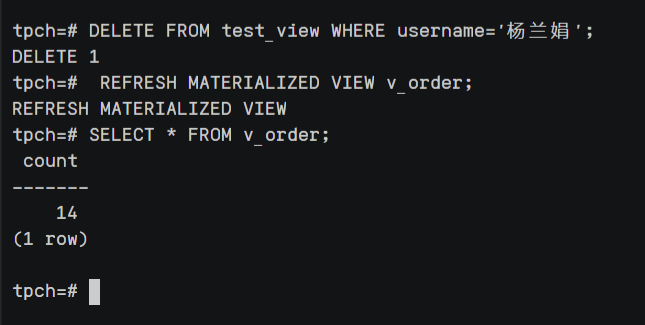 tpch=# DELETE FROM test_view WHERE username='杨兰娟';
DELETE 1
tpch=#  REFRESH MATERIALIZED VIEW v_order;
REFRESH MATERIALIZED VIEW
tpch=# SELECT * FROM v_order;
 count
-------
    14
(1 row)

tpch=#